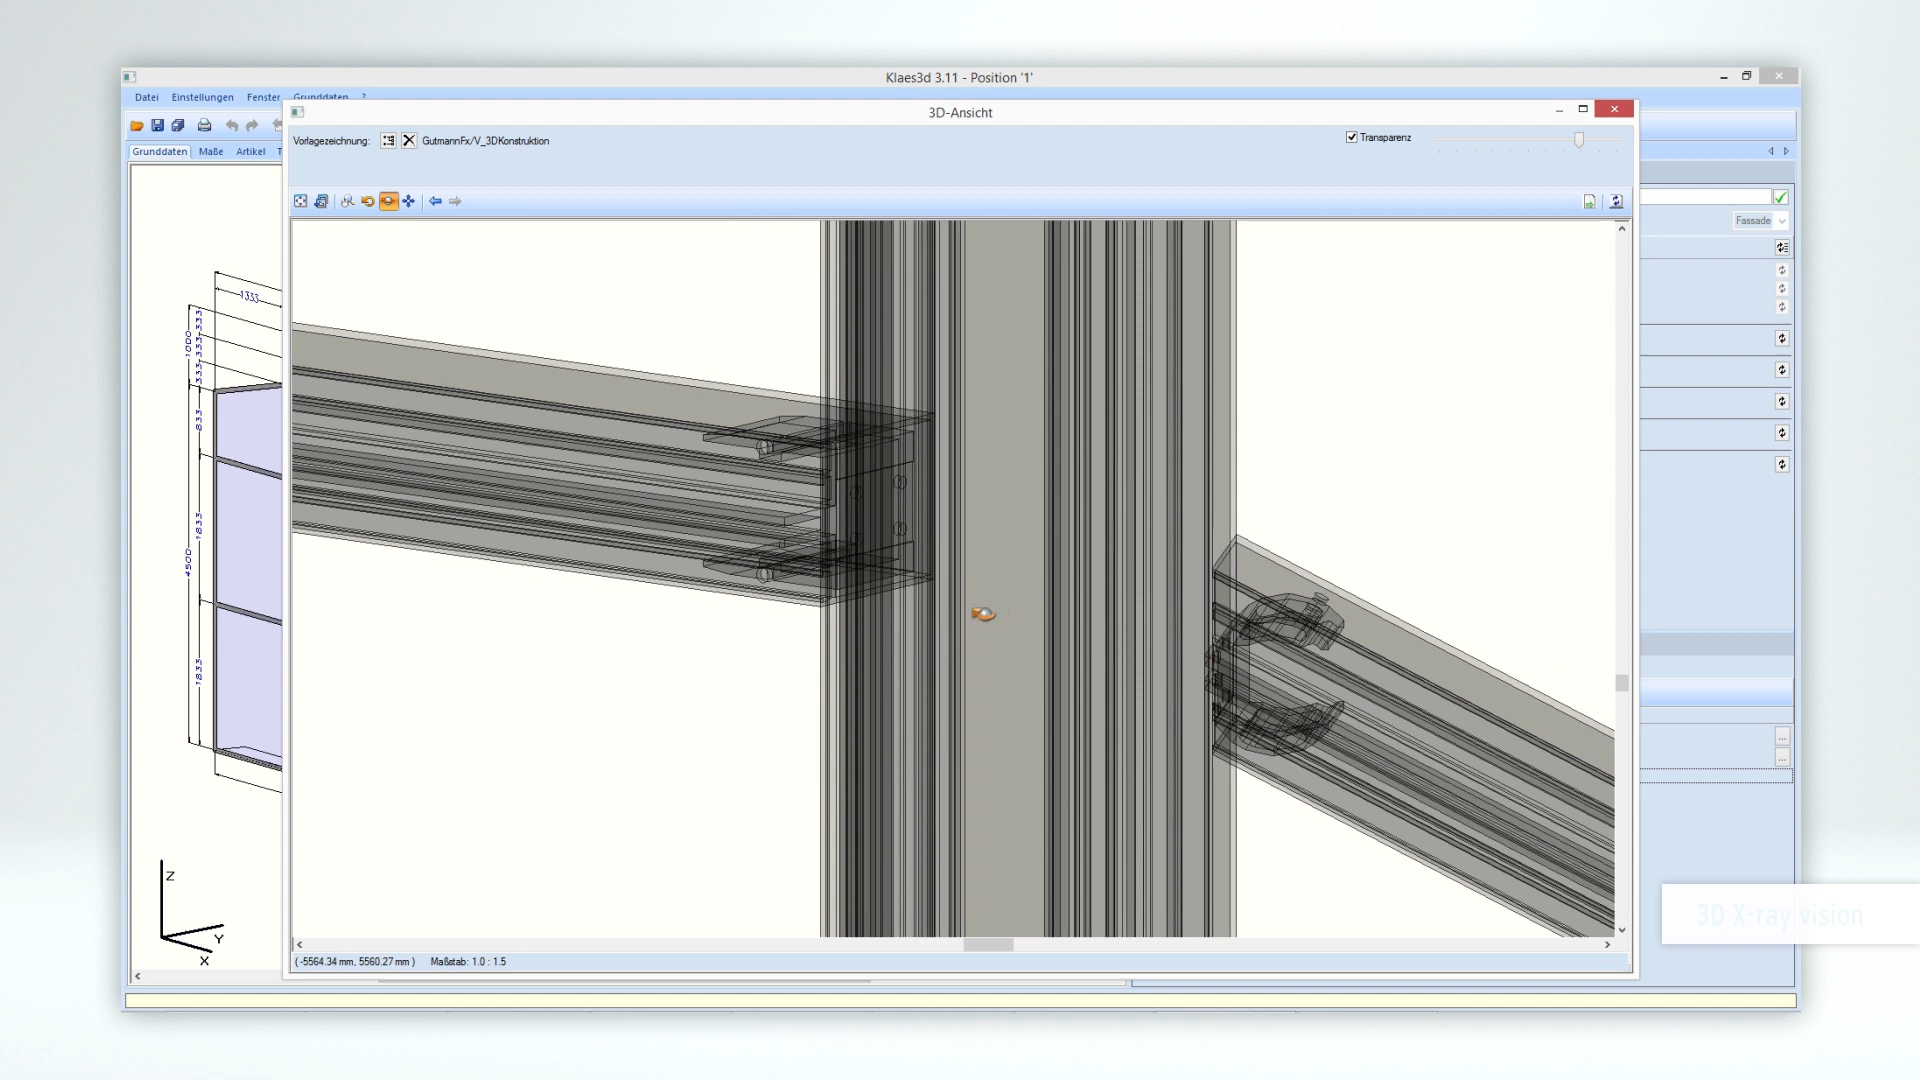 Klaes3d 3.11 - Position '1'
Datei Einstellungen Fenster Grunddaten ?
3D-Ansicht
Vorlagezeichnung: GutmannFx/V_3DKonstruktion
Transparenz
Grunddaten Maße Artikel T
Fassade
1333
333
333
333
1000
833
1833
4500
1833
Z
Y
X
3D X-ray vision
( -5564.34 mm, 5560.27 mm ) Maßstab: 1.0 : 1.5